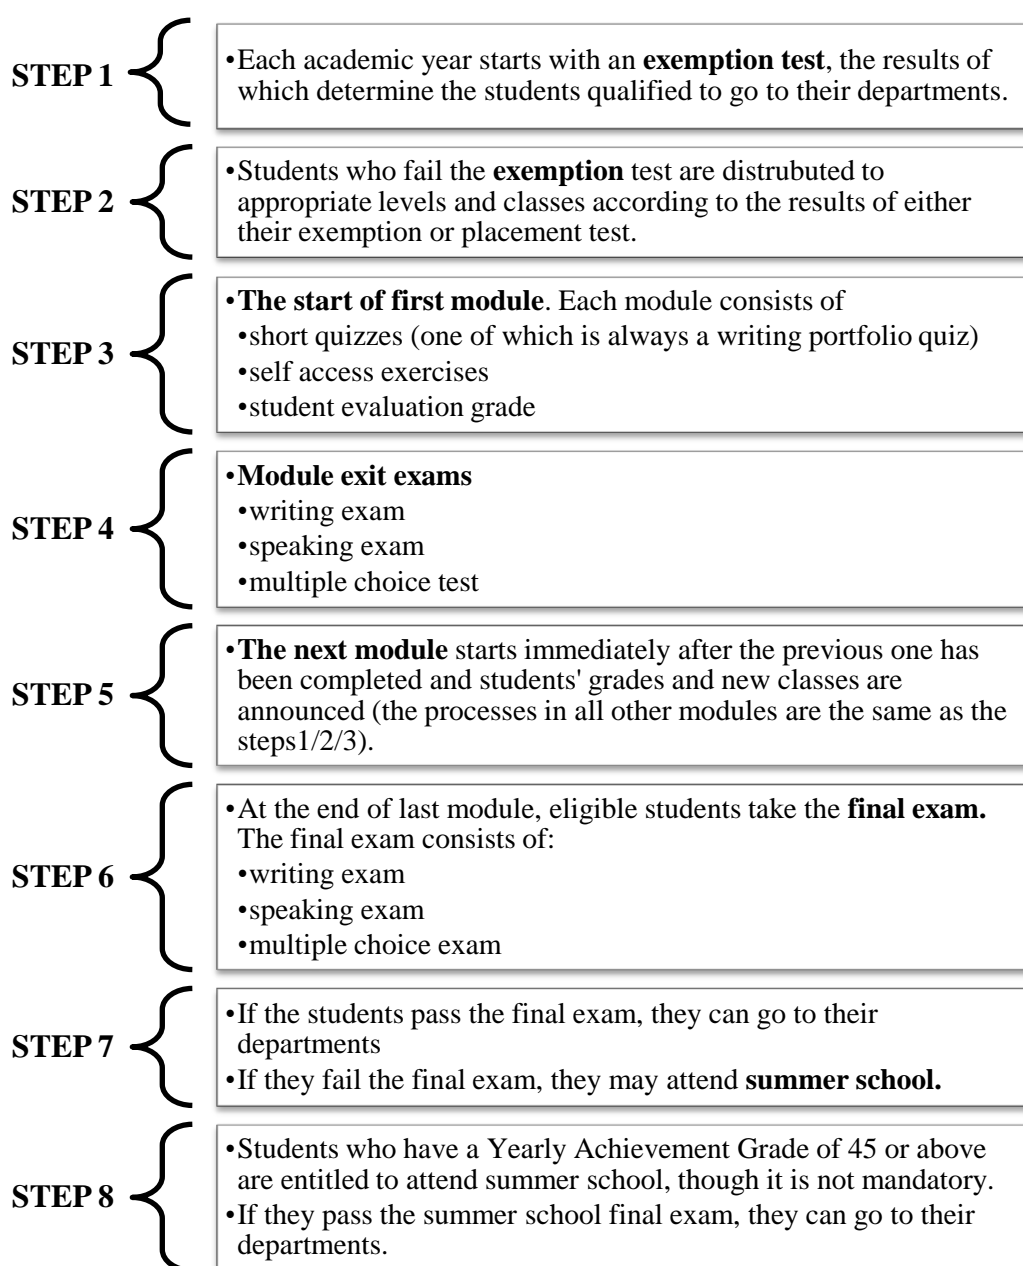 STEP 1
•Each academic year starts with an exemption test, the results of
which determine the students qualified to go to their departments.
STEP 2
•Students who fail the exemption test are distrubuted to
appropriate levels and classes according to the results of either
their exemption or placement test.
STEP 3
•The start of first module. Each module consists of
•short quizzes (one of which is always a writing portfolio quiz)
•self access exercises
•student evaluation grade
STEP 4
•Module exit exams
•writing exam
•speaking exam
•multiple choice test
STEP 5
•The next module starts immediately after the previous one has
been completed and students' grades and new classes are
announced (the processes in all other modules are the same as the
steps1/2/3).
STEP 6
•At the end of last module, eligible students take the final exam.
The final exam consists of:
•writing exam
•speaking exam
•multiple choice exam
STEP 7
•If the students pass the final exam, they can go to their
departments
•If they fail the final exam, they may attend summer school.
STEP 8
•Students who have a Yearly Achievement Grade of 45 or above
are entitled to attend summer school, though it is not mandatory.
•If they pass the summer school final exam, they can go to their
departments.